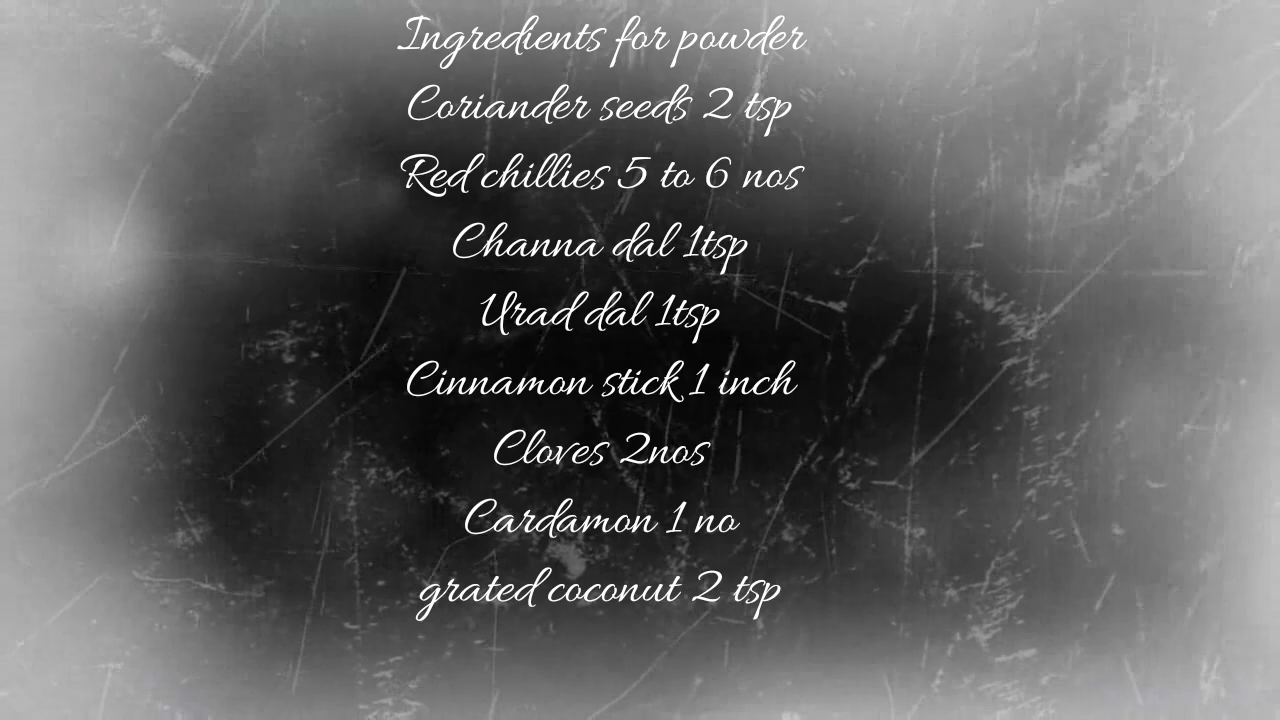 Ingredients for powder
Coriander seeds 2 tsp
Red chillies 5 to 6 nos
Channa dal 1tsp
Urad dal 1tsp
Cinnamon stick 1 inch
Cloves 2nos
Cardamon 1 no
grated coconut 2 tsp